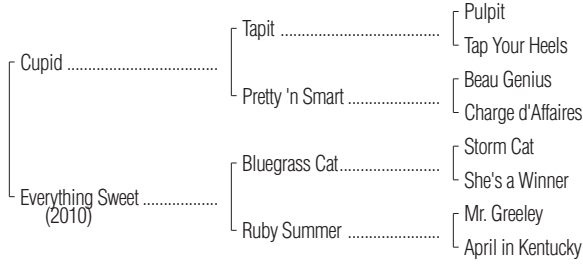 Pulpit
Tapit ..........................................
Tap Your Heels
Cupid ...................................
Beau Genius
Pretty 'n Smart ......................
Charge d'Affaires
Storm Cat
Bluegrass Cat.......................
She's a Winner
Everything Sweet .................
(2010)
Mr. Greeley
Ruby Summer ......................
April in Kentucky